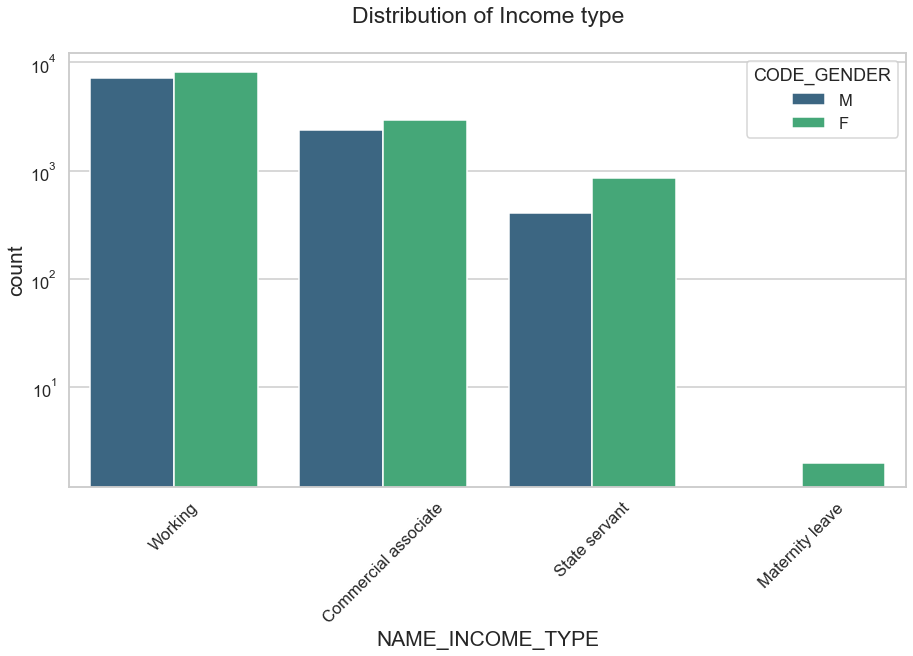 Distribution of Income type
count
10^4
10^3
10^2
10^1
CODE_GENDER
M
F
Working
Commercial associate
State servant
Maternity leave
NAME_INCOME_TYPE